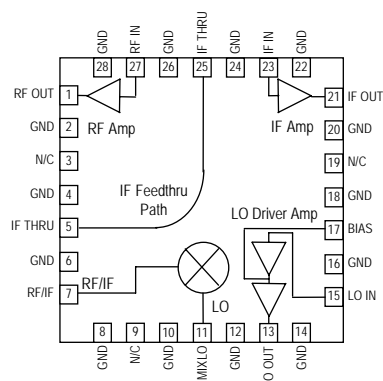 GND
RF IN
GND
IF THRU
GND
IF IN
GND
28
27
26
25
24
23
22
RF OUT 1
RF Amp
IF Amp
21 IF OUT
GND 2
20 GND
N/C 3
19 N/C
GND 4
IF Feedthru
Path
18 GND
IF THRU 5
LO Driver Amp
17 BIAS
GND 6
16 GND
RF/IF 7
RF/IF
LO
15 LO IN
8
9
10
11
12
13
14
GND
N/C
GND
MIXLO
GND
O OUT
GND